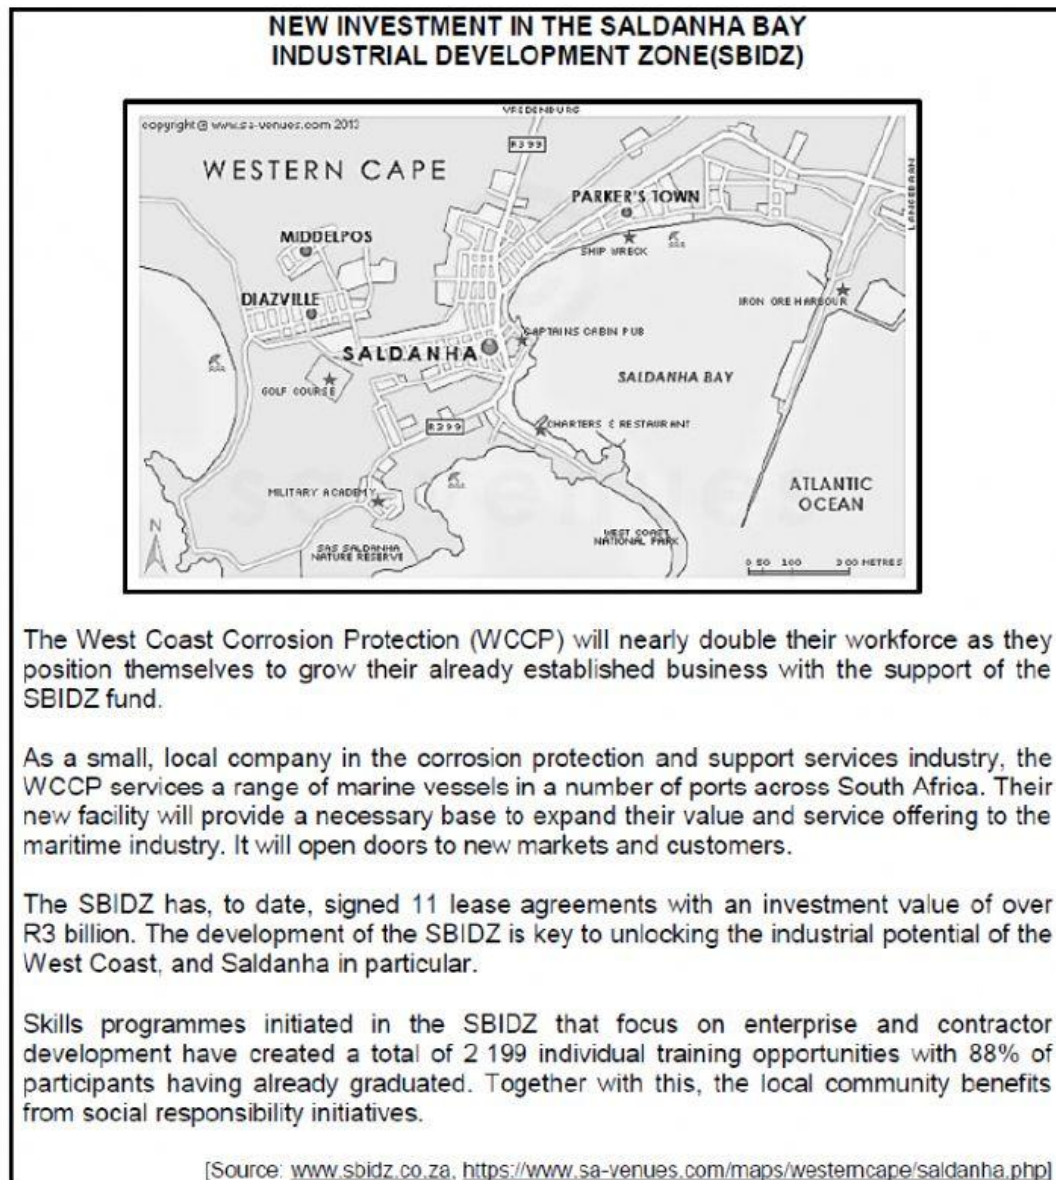 NEW INVESTMENT IN THE SALDANHA BAY
INDUSTRIAL DEVELOPMENT ZONE(SBIDZ)
VREDENBURG
copyright@ www.sa-venues.com 2013
R399
WESTERN CAPE
LANGEBAAN
PARKER'S TOWN
MIDDELPOS
SHIP WRECK
DIAZVILLE
IRON ORE HARBOUR
CAPTAINS CABIN PUB
SALDANHA
SALDANHA BAY
GOLF COURSE
R399
CHARTERS & RESTAURANT
ATLANTIC
OCEAN
MILITARY ACADEMY
sa-venues
N
WEST COAST
NATIONAL PARK
SAS SALDANHA
NATURE RESERVE
0 50 100 300 METRES
The West Coast Corrosion Protection (WCCP) will nearly double their workforce as they
position themselves to grow their already established business with the support of the
SBIDZ fund.
As a small, local company in the corrosion protection and support services industry, the
WCCP services a range of marine vessels in a number of ports across South Africa. Their
new facility will provide a necessary base to expand their value and service offering to the
maritime industry. It will open doors to new markets and customers.
The SBIDZ has, to date, signed 11 lease agreements with an investment value of over
R3 billion. The development of the SBIDZ is key to unlocking the industrial potential of the
West Coast, and Saldanha in particular.
Skills programmes initiated in the SBIDZ that focus on enterprise and contractor
development have created a total of 2 199 individual training opportunities with 88% of
participants having already graduated. Together with this, the local community benefits
from social responsibility initiatives.
[Source: www.sbidz.co.za, https://www.sa-venues.com/maps/westerncape/saldanha.php]